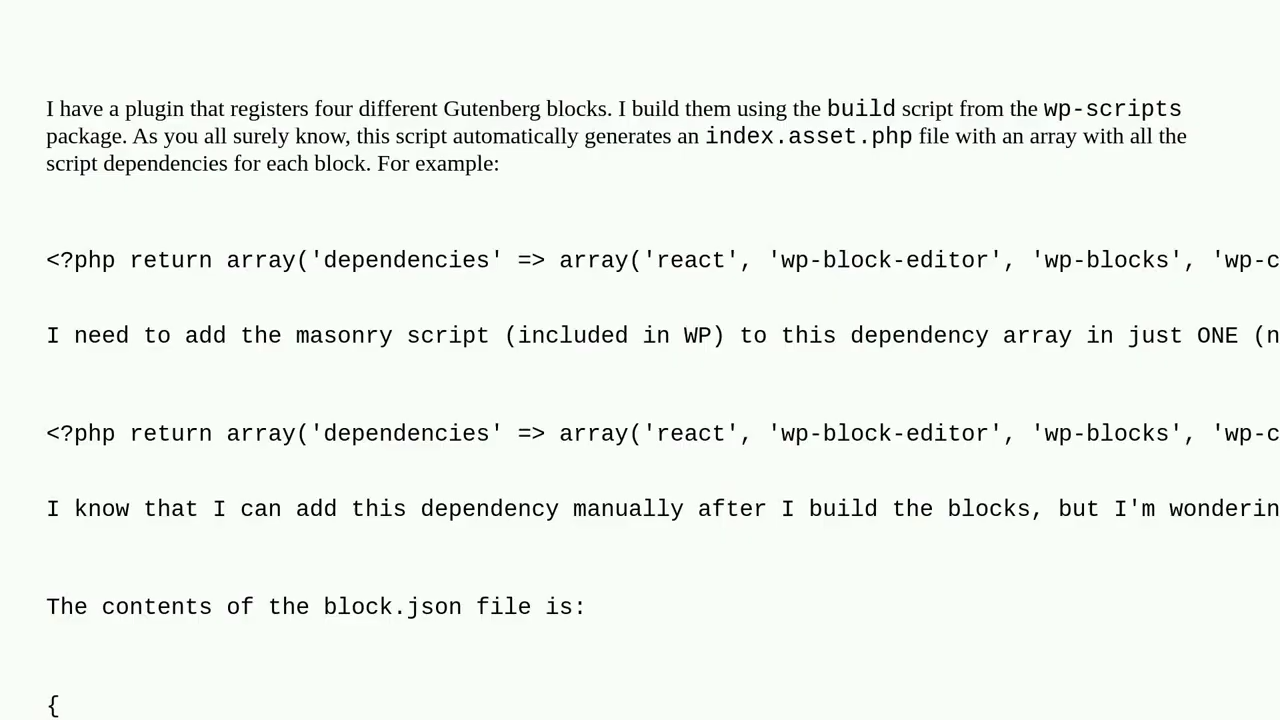 I have a plugin that registers four different Gutenberg blocks. I build them using the build script from the wp-scripts
package. As you all surely know, this script automatically generates an index.asset.php file with an array with all the
script dependencies for each block. For example:
<?php return array('dependencies' => array('react', 'wp-block-editor', 'wp-blocks', 'wp-c
I need to add the masonry script (included in WP) to this dependency array in just ONE (n
<?php return array('dependencies' => array('react', 'wp-block-editor', 'wp-blocks', 'wp-c
I know that I can add this dependency manually after I build the blocks, but I'm wonderin
The contents of the block.json file is:
{